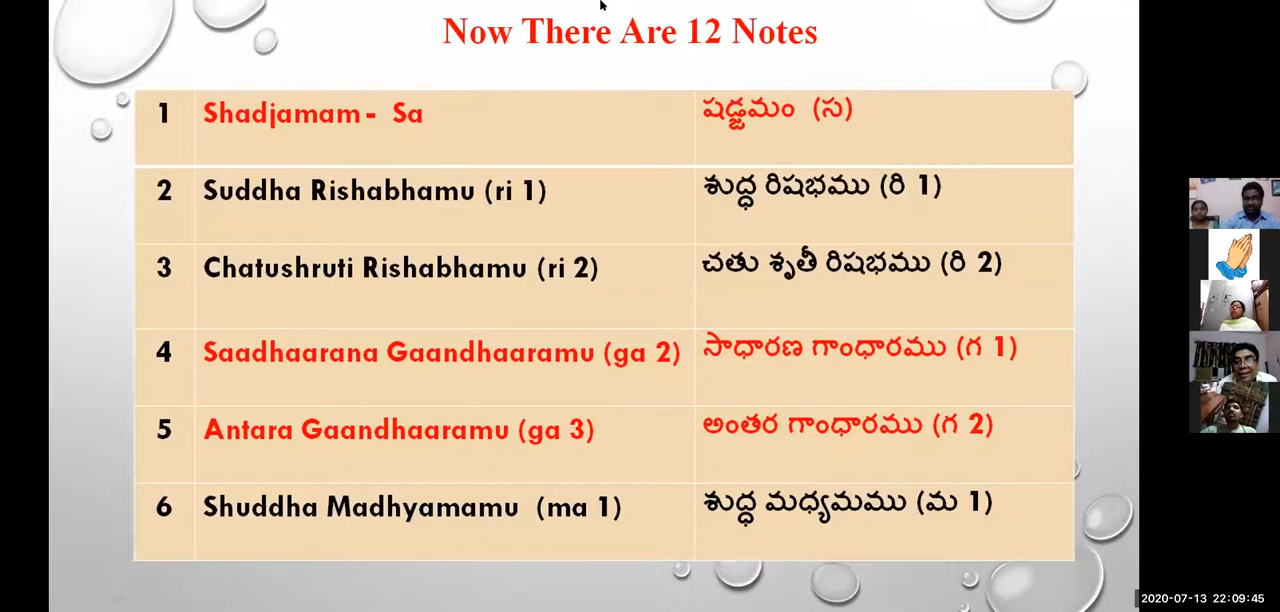 Now There Are 12 Notes
1 Shadjamam - Sa షడ్జమం (స)
2 Suddha Rishabhamu (ri 1) శుద్ధ రిషభము (రి 1)
3 Chatushruti Rishabhamu (ri 2) చతు శృతీ రిషభము (రి 2)
4 Saadhaarana Gaandhaaramu (ga 2) సాధారణ గాంధారము (గ 1)
5 Antara Gaandhaaramu (ga 3) అంతర గాంధారము (గ 2)
6 Shuddha Madhyamamu (ma 1) శుద్ధ మధ్యమము (మ 1)
2020-07-13 22:09:45